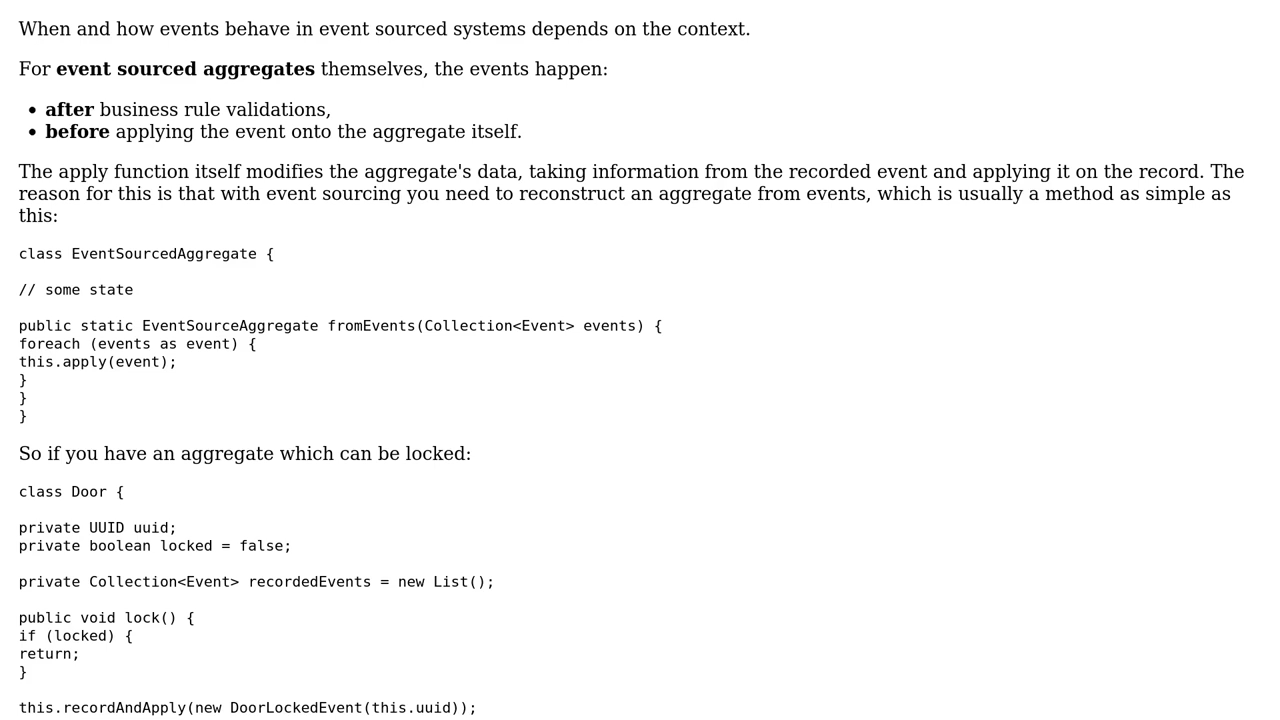 When and how events behave in event sourced systems depends on the context.
For event sourced aggregates themselves, the events happen:
• after business rule validations,
• before applying the event onto the aggregate itself.
The apply function itself modifies the aggregate's data, taking information from the recorded event and applying it on the record. The
reason for this is that with event sourcing you need to reconstruct an aggregate from events, which is usually a method as simple as
this:
class EventSourcedAggregate {
// some state
public static EventSourceAggregate fromEvents(Collection<Event> events) {
foreach (events as event) {
this.apply(event);
}
}
}
So if you have an aggregate which can be locked:
class Door {
private UUID uuid;
private boolean locked = false;
private Collection<Event> recordedEvents = new List();
public void lock() {
if (locked) {
return;
}
this.recordAndApply(new DoorLockedEvent(this.uuid));